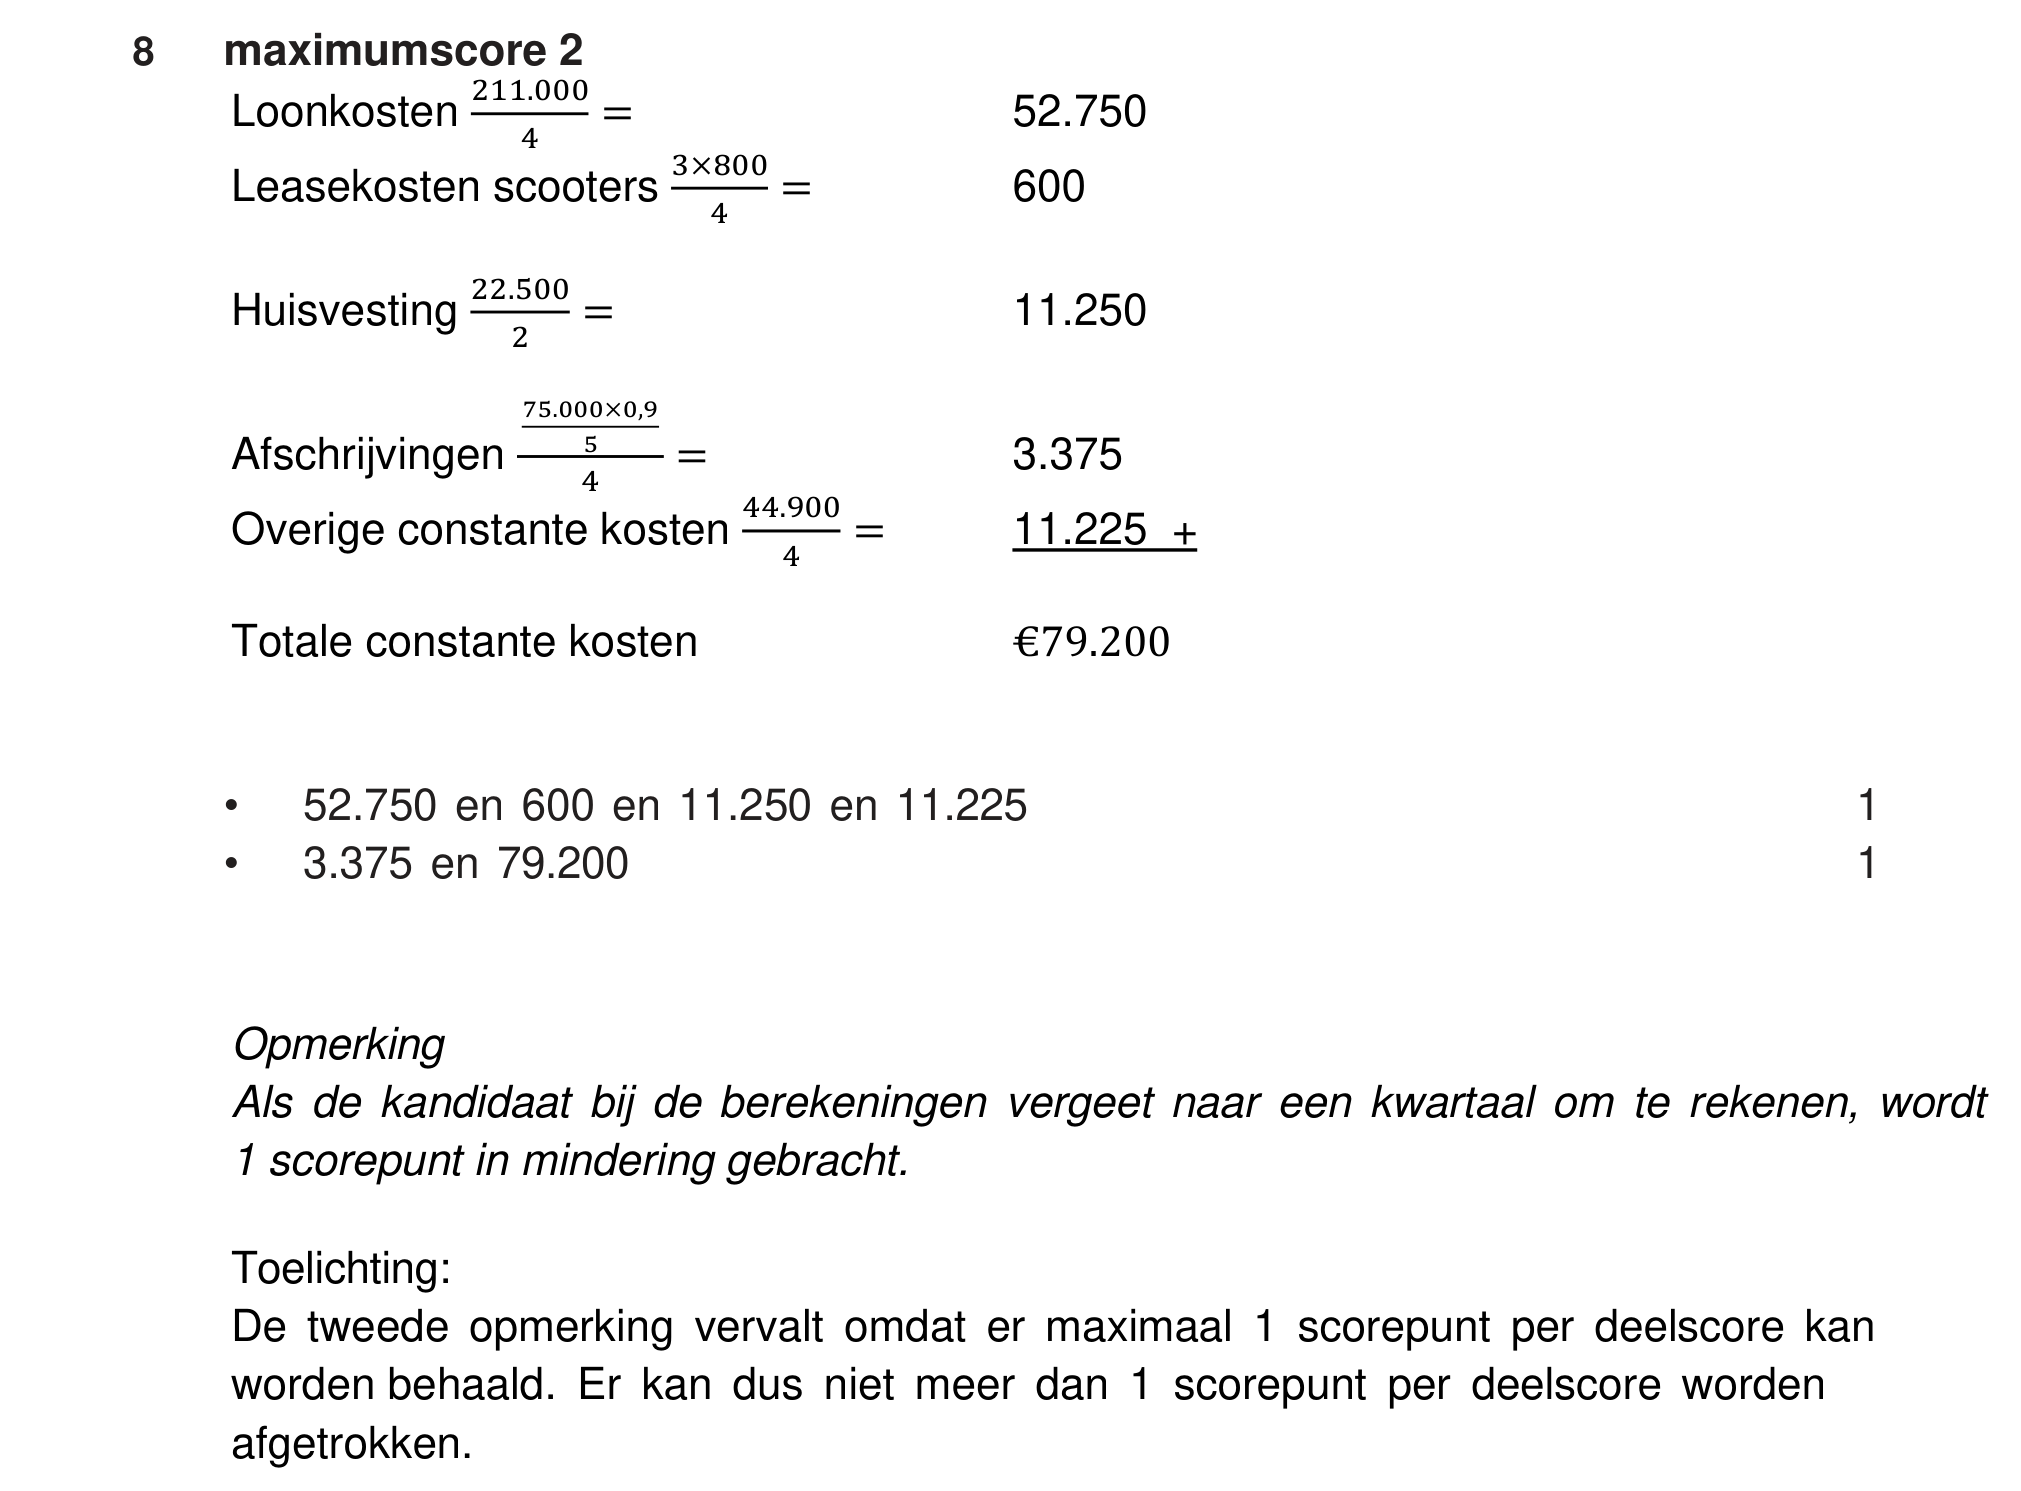 8 maximumscore 2
Loonkosten 211.000/4 = 52.750
Leasekosten scooters 3×800/4 = 600
Huisvesting 22.500/2 = 11.250
Afschrijvingen (75.000×0,9/5)/4 = 3.375
Overige constante kosten 44.900/4 = 11.225 +
Totale constante kosten €79.200
• 52.750 en 600 en 11.250 en 11.225 1
• 3.375 en 79.200 1
Opmerking
Als de kandidaat bij de berekeningen vergeet naar een kwartaal om te rekenen, wordt
1 scorepunt in mindering gebracht.
Toelichting:
De tweede opmerking vervalt omdat er maximaal 1 scorepunt per deelscore kan
worden behaald. Er kan dus niet meer dan 1 scorepunt per deelscore worden
afgetrokken.